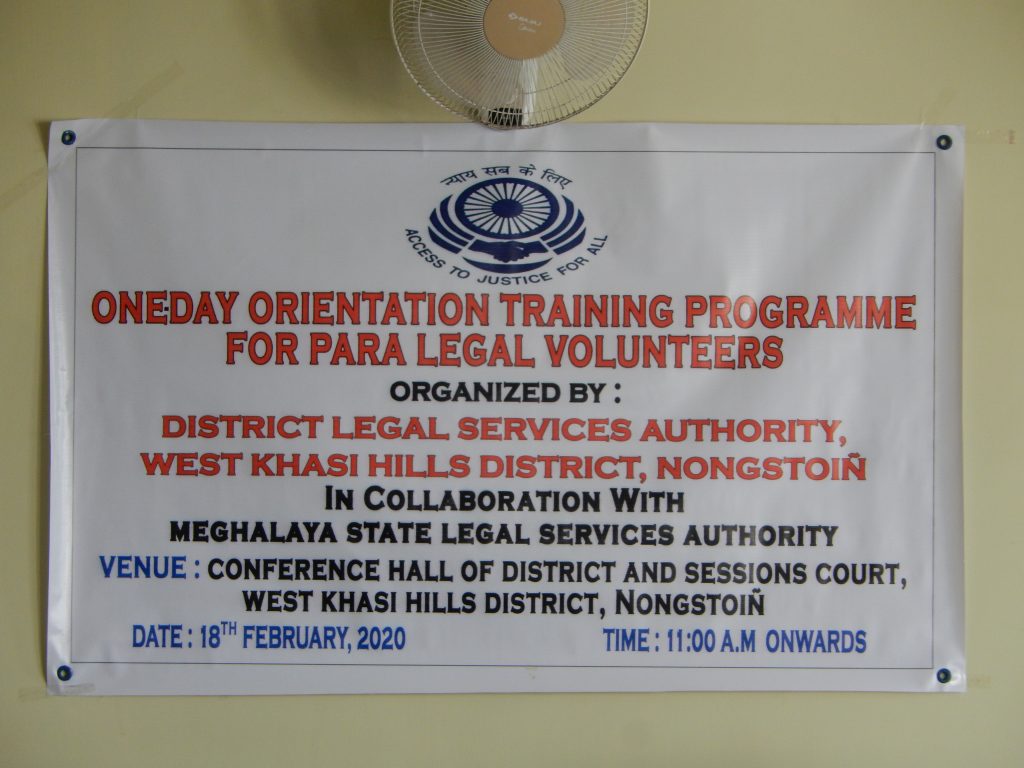 BAJAJ
न्याय सब के लिए
ACCESS TO JUSTICE FOR ALL
ONE-DAY ORIENTATION TRAINING PROGRAMME
FOR PARA LEGAL VOLUNTEERS
ORGANIZED BY :
DISTRICT LEGAL SERVICES AUTHORITY,
WEST KHASI HILLS DISTRICT, NONGSTOIÑ
IN COLLABORATION WITH
MEGHALAYA STATE LEGAL SERVICES AUTHORITY
VENUE : CONFERENCE HALL OF DISTRICT AND SESSIONS COURT,
WEST KHASI HILLS DISTRICT, NONGSTOIÑ
DATE : 18TH FEBRUARY, 2020 TIME : 11:00 A.M ONWARDS